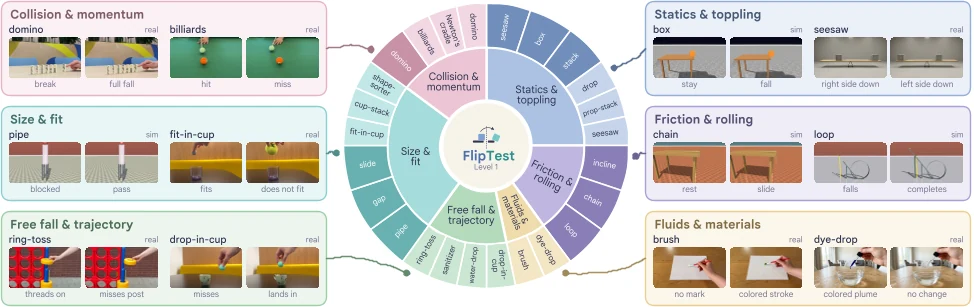 Collision & momentum
domino real billiards real
break full fall hit miss
Size & fit
pipe sim fit-in-cup real
blocked pass fits does not fit
Free fall & trajectory
ring-toss real drop-in-cup real
threads on misses post misses lands in
domino
billiards
Newton's
cradle
domino
seesaw
box
stack
drop
prop-stack
seesaw
incline
chain
loop
dye-drop
brush
drop-in-
cup
water-drop
sanitizer
ring-toss
pipe
gap
slide
fit-in-cup
cup-stack
shape-
sorter
Collision &
momentum
Statics &
toppling
Friction &
rolling
Fluids &
materials
Free fall &
trajectory
Size &
fit
FlipTest
Level 1
Statics & toppling
box sim seesaw real
stay fall right side down left side down
Friction & rolling
chain sim loop real
rest slide falls completes
Fluids & materials
brush real dye-drop real
no mark colored stroke colored plume no change